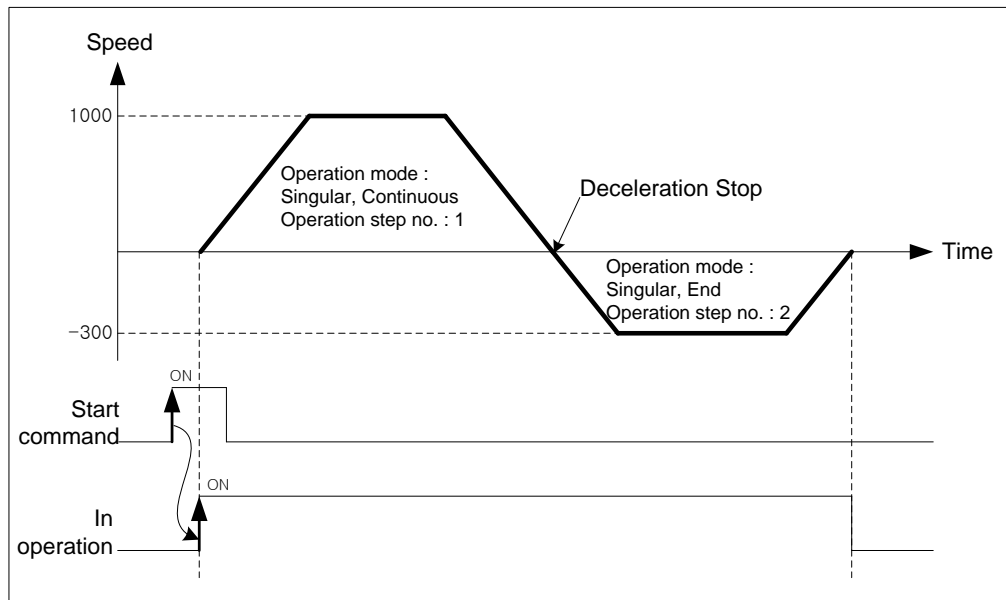 Speed
1000
Operation mode :
Singular, Continuous
Operation step no. : 1
Deceleration Stop
Time
Operation mode :
Singular, End
Operation step no. : 2
−300
ON
Start
command
ON
In
operation